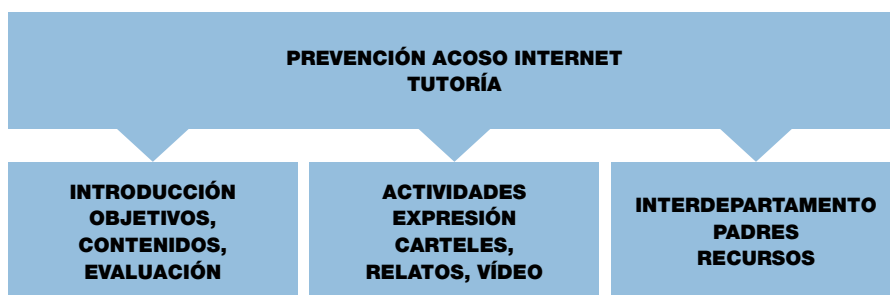 PREVENCIÓN ACOSO INTERNET
TUTORÍA
INTRODUCCIÓN
OBJETIVOS,
CONTENIDOS,
EVALUACIÓN
ACTIVIDADES
EXPRESIÓN
CARTELES,
RELATOS, VÍDEO
INTERDEPARTAMENTO
PADRES
RECURSOS